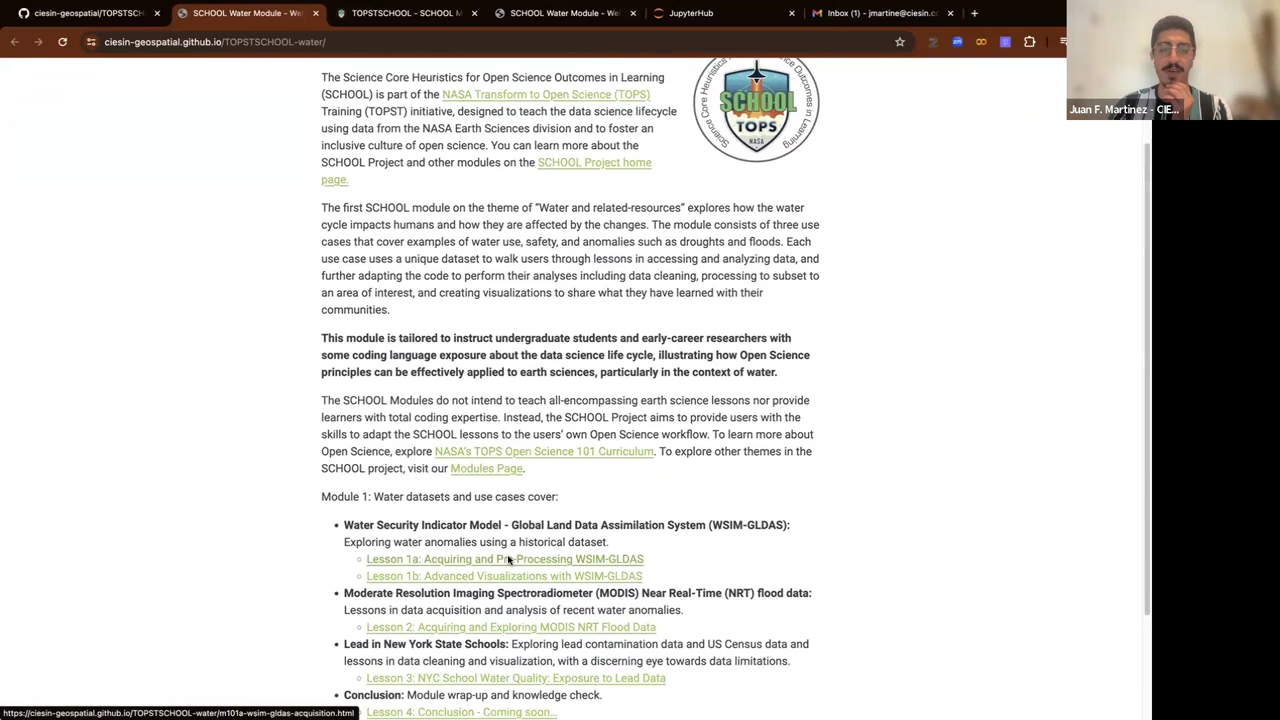 ciesin-geospatial/TOPSTSCHO
SCHOOL Water Module - Wel
TOPSTSCHOOL - SCHOOL M
SCHOOL Water Module - Wel
JupyterHub
Inbox (1) - jmartine@ciesin.c
ciesin-geospatial.github.io/TOPSTSCHOOL-water/
Juan F. Martinez - CIE...
The Science Core Heuristics for Open Science Outcomes in Learning
(SCHOOL) is part of the NASA Transform to Open Science (TOPS)
Training (TOPST) initiative, designed to teach the data science lifecycle
using data from the NASA Earth Sciences division and to foster an
inclusive culture of open science. You can learn more about the
SCHOOL Project and other modules on the SCHOOL Project home
page.
Science Core Heuristics for Open Science Outcomes in Learning
SCHOOL
TOPS
NASA
The first SCHOOL module on the theme of “Water and related-resources” explores how the water
cycle impacts humans and how they are affected by the changes. The module consists of three use
cases that cover examples of water use, safety, and anomalies such as droughts and floods. Each
use case uses a unique dataset to walk users through lessons in accessing and analyzing data, and
further adapting the code to perform their analyses including data cleaning, processing to subset to
an area of interest, and creating visualizations to share what they have learned with their
communities.
This module is tailored to instruct undergraduate students and early-career researchers with
some coding language exposure about the data science life cycle, illustrating how Open Science
principles can be effectively applied to earth sciences, particularly in the context of water.
The SCHOOL Modules do not intend to teach all-encompassing earth science lessons nor provide
learners with total coding expertise. Instead, the SCHOOL Project aims to provide users with the
skills to adapt the SCHOOL lessons to the users’ own Open Science workflow. To learn more about
Open Science, explore NASA’s TOPS Open Science 101 Curriculum. To explore other themes in the
SCHOOL project, visit our Modules Page.
Module 1: Water datasets and use cases cover:
Water Security Indicator Model - Global Land Data Assimilation System (WSIM-GLDAS):
Exploring water anomalies using a historical dataset.
Lesson 1a: Acquiring and Pre-Processing WSIM-GLDAS
Lesson 1b: Advanced Visualizations with WSIM-GLDAS
Moderate Resolution Imaging Spectroradiometer (MODIS) Near Real-Time (NRT) flood data:
Lessons in data acquisition and analysis of recent water anomalies.
Lesson 2: Acquiring and Exploring MODIS NRT Flood Data
Lead in New York State Schools: Exploring lead contamination data and US Census data and
lessons in data cleaning and visualization, with a discerning eye towards data limitations.
Lesson 3: NYC School Water Quality: Exposure to Lead Data
Conclusion: Module wrap-up and knowledge check.
Lesson 4: Conclusion - Coming soon...
https://ciesin-geospatial.github.io/TOPSTSCHOOL-water/m101a-wsim-gldas-acquisition.html